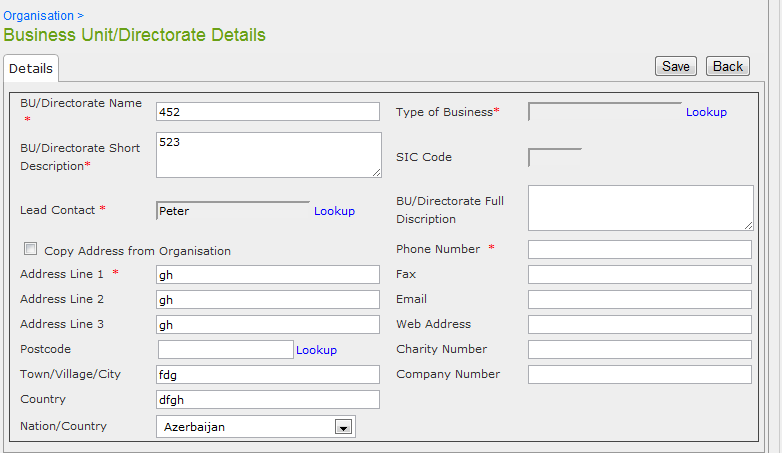 Organisation >
Business Unit/Directorate Details
Details
Save Back
BU/Directorate Name
*
452
Type of Business*
Lookup
BU/Directorate Short
Description*
523
SIC Code
Lead Contact *
Peter
Lookup
BU/Directorate Full
Discription
Copy Address from Organisation
Phone Number *
Address Line 1 *
gh
Fax
Address Line 2
gh
Email
Address Line 3
gh
Web Address
Postcode
Lookup
Charity Number
Town/Village/City
fdg
Company Number
Country
dfgh
Nation/Country
Azerbaijan